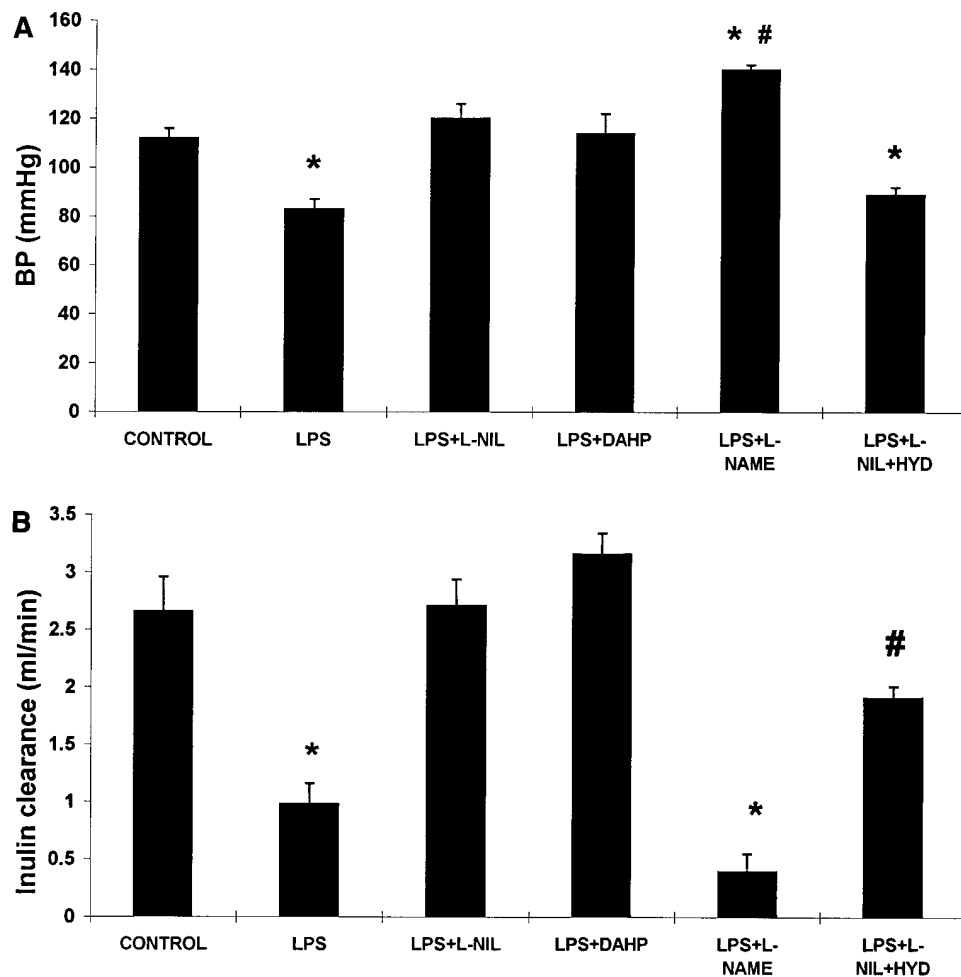 A
* #
160
140
120
100
80
60
40
20
0
BP (mmHg)
*
*
CONTROL LPS LPS+L-NIL LPS+DAHP LPS+L- LPS+L-
NAME NIL+HYD
B
3.5
3
2.5
2
1.5
1
0.5
0
Inulin clearance (ml/min)
#
*
*
CONTROL LPS LPS+L-NIL LPS+DAHP LPS+L- LPS+L-
NAME NIL+HYD